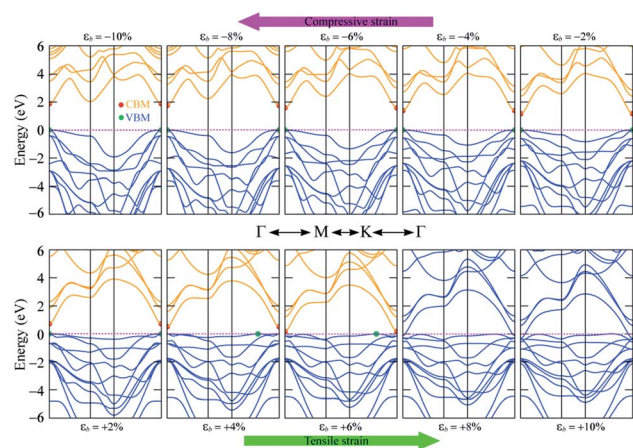 Compressive strain
εb = −10%
εb = −8%
εb = −6%
εb = −4%
εb = −2%
Energy (eV)
6
4
2
0
−2
−4
−6
CBM
VBM
Γ M K Γ
Energy (eV)
6
4
2
0
−2
−4
−6
εb = +2%
εb = +4%
εb = +6%
εb = +8%
εb = +10%
Tensile strain